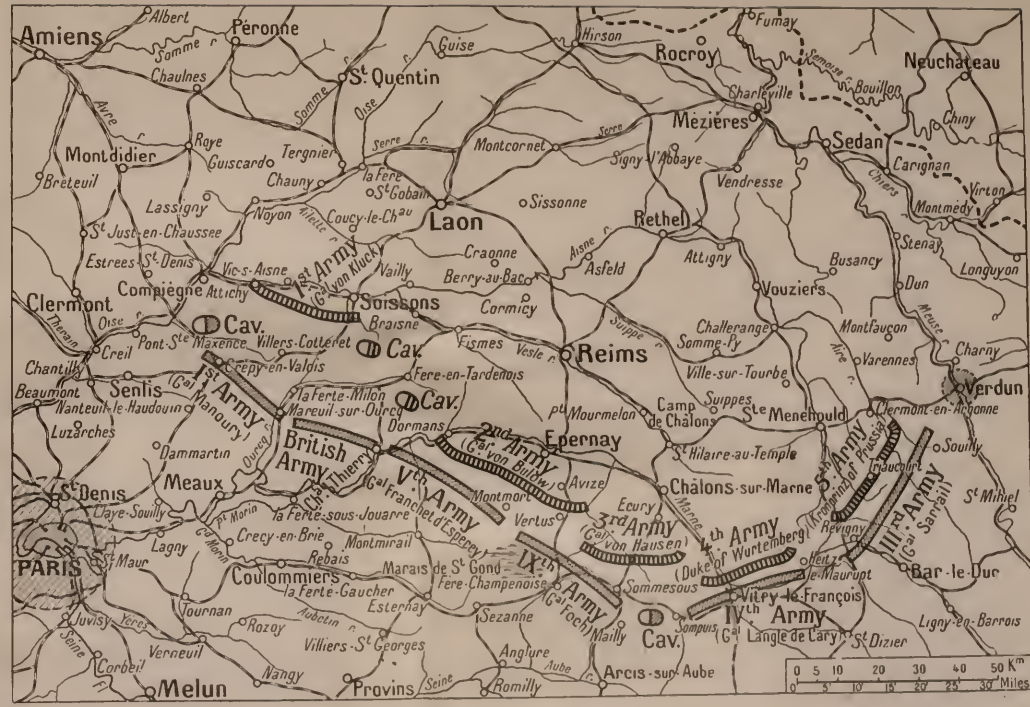 Amiens
Albert
Somme r.
Péronne
Chaulnes
St Quentin
Somme
Oise
Guise
Hirson
Rocroy
Fumay
Semoise r.
Bouillon
Neuchâteau
Chiny
Charleville
Mézières
Sedan
Carignan
Chiers
Virton
Montmédy
Avre
r.
Roye
Montdidier
Breteuil
Guiscard
Tergnier
Chauny
la Fère
Serre r.
St Gobain
Montcornet
Serre
Signy-l'Abbaye
Vendresse
Lassigny
Noyon
Ailette r.
Coucy-le-Chau
Laon
Sissonne
Rethel
Attigny
Stenay
Longuyon
St Just-en-Chaussee
Estrees-St. Denis
Compiègne
Attichy
Vic-s-Aisne
1st Army
(Gal von Kluck)
Vailly
Craonne
Berry-au-Bac
Aisne r.
Asfeld
Busancy
Dun
Vouziers
Clermont
Therain
Oise r.
Soissons
Braisne
Cormicy
Suippe r.
Challerange
Somme-Py
Montfaucon
Meuse r.
Aire
r.
Varennes
Charny
Verdun
Creil
Pont-Ste
Maxence
Cav.
Villers-Cotteret
Cav.
Fismes
Vesle r.
Reims
Ville-sur-Tourbe
Chantilly
Beaumont
Senlis
Crépy-en-Valois
1st Army
(Gal Manoury)
Fere-en-Tardenois
Nanteuil-le-Haudouin
la Ferte-Milon
Mareuil-sur-Ourcq
Cav.
Pt Mourmelon
Camp
de Châlons
Suippes
Ste Menehould
Clermont-en-Argonne
Luzarches
Dammartin
Ourcq r.
British
Army
Dormans
2nd Army
(Gal von Bulow)
Epernay
St Hilaire-au-Temple
5th Army
(Kronprinz of Prussia)
Triaucourt
Souilly
IIIrd Army
(Gal Sarrail)
St Denis
Claye-Souilly
Meaux
Chau-Thierry
Vth Army
(Gal Franchet d'Esperey)
Montmort
Avize
Châlons-sur-Marne
St Mihiel
Pt Morin
la Ferte-sous-Jouarre
Vertus
Ecury
3rd Army
(Gal von Hausen)
Marne
4th Army
(Duke of Wurtemberg)
Revigny
PARIS
St Maur
Lagny
Gd Morin
Crecy-en-Brie
Rebais
Montmirail
Marais de St Gond
IXth Army
(Gal Foch)
Heitz-
le-Maurupt
Bar-le-Duc
Coulommiers
la Ferte-Gaucher
Fère-Champenoise
Sommesous
Vitry-le-François
IVth Army
(Gal Langle de Cary)
Juvisy
Yères
Tournan
Rozoy
Aubetin r.
Esternay
Sezanne
Mailly
Cav.
Sompuis
St Dizier
Ligny-en-Barrois
Seine
Corbeil
Verneuil
Villiers-St Georges
Anglure
Aube r.
Arcis-sur-Aube
Melun
Nangy
Provins
Seine
Romilly
0 5 10 20 30 40 50 Km
0 5' 10' 15' 20' 25' 30' Miles